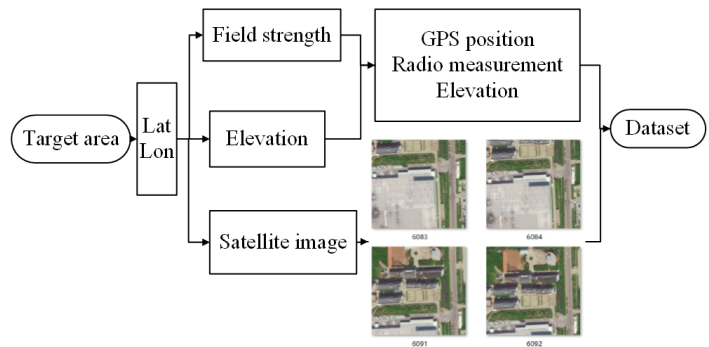 Target area
Lat
Lon
Field strength
Elevation
Satellite image
GPS position
Radio measurement
Elevation
6083
6084
6091
6092
Dataset